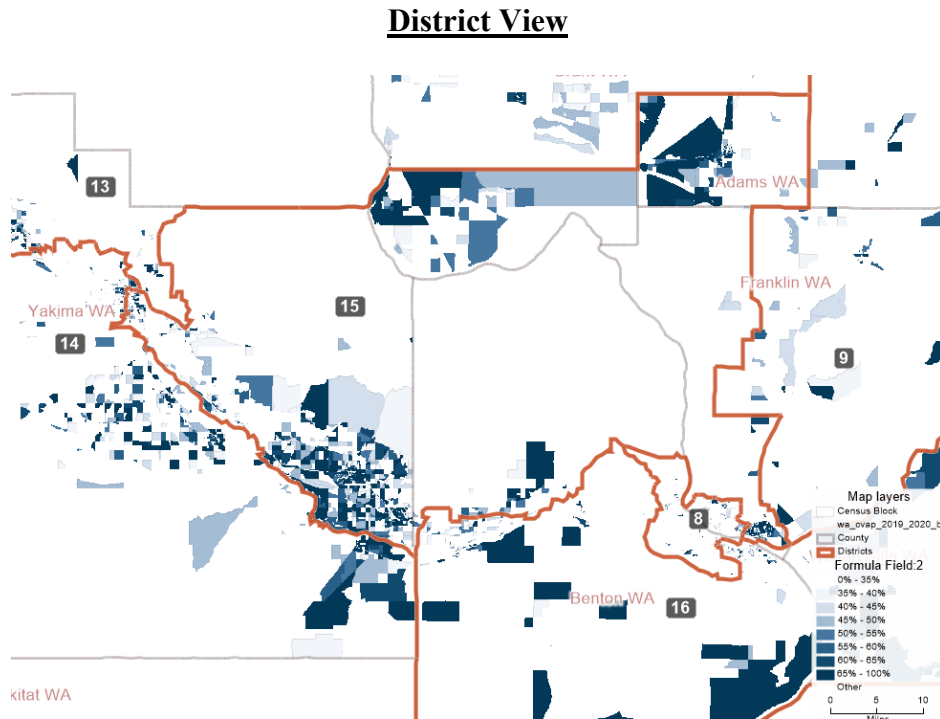 District View
13
Adams WA
Franklin WA
15
Yakima WA
14
9
8
Benton WA
16
kitat WA
Map layers
Census Block
wa_cvap_2019_2020_b
County
Districts
Formula Field:2
0% - 35%
35% - 40%
40% - 45%
45% - 50%
50% - 55%
55% - 60%
60% - 65%
65% - 100%
Other
0 5 10
Miles